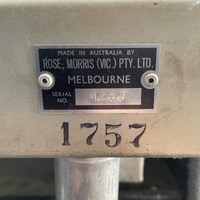 MADE IN AUSTRALIA BY
ROSE, MORRIS (VIC.) PTY. LTD.
MELBOURNE
SERIAL
NO
1757